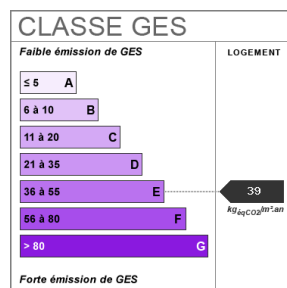 CLASSE GES
Faible émission de GES
LOGEMENT
≤ 5 A
6 à 10 B
11 à 20 C
21 à 35 D
36 à 55 E
39
kgéqCO2/m².an
56 à 80 F
> 80 G
Forte émission de GES